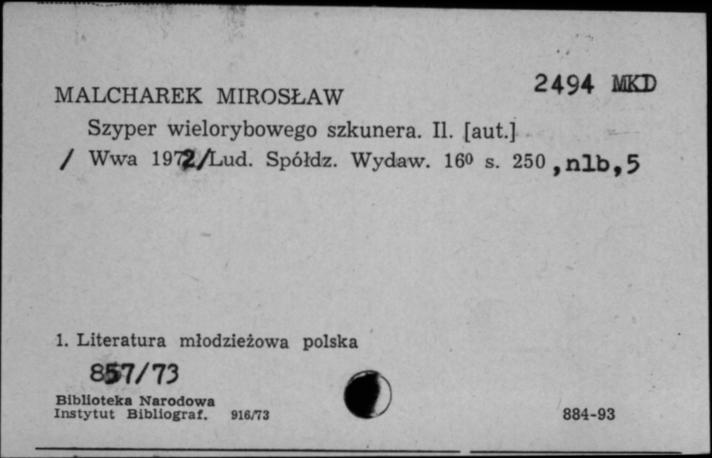 2494 MKD
MALCHAREK MIROSŁAW
Szyper wielorybowego szkunera. Il. [aut.]
/ Wwa 1972/Lud. Spółdz. Wydaw. 16⁰ s. 250, nlb, 5
1. Literatura młodzieżowa polska
857/73
Biblioteka Narodowa
Instytut Bibliograf. 916/73
884-93